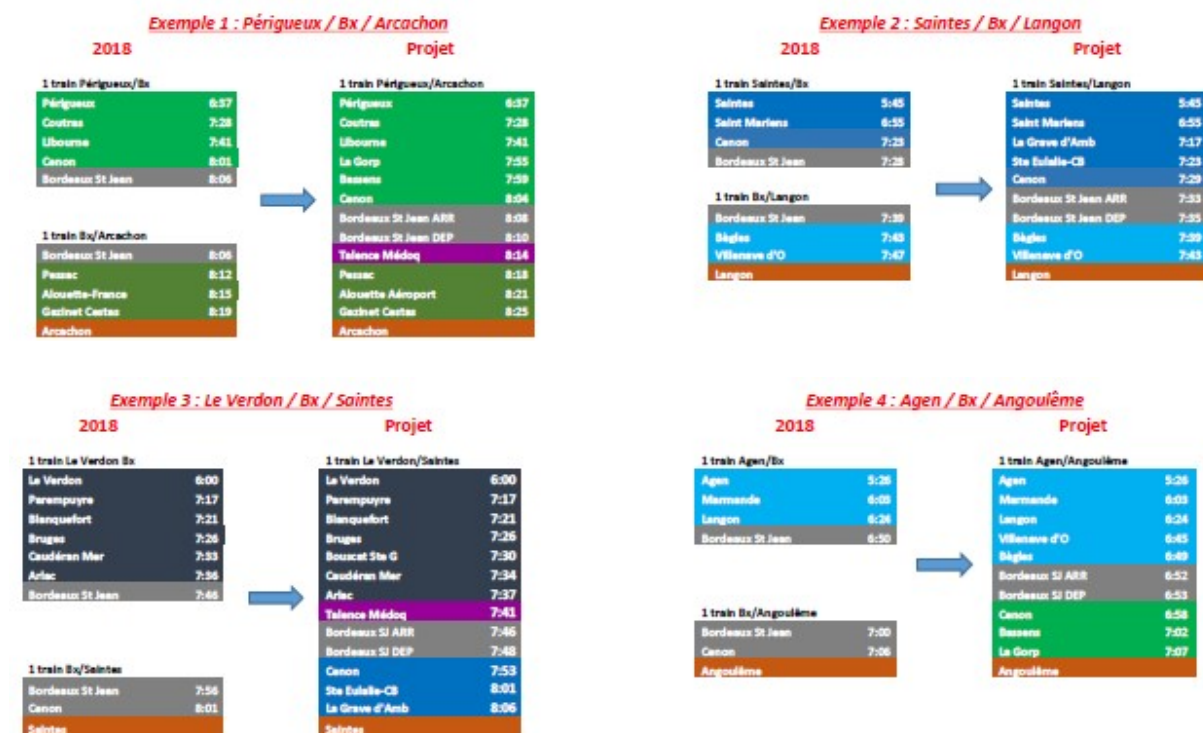 Exemple 1 : Périgueux / Bx / Arcachon
2018
Projet
1 train Périgueux/Bx
Périgueux 6:37
Coutras 7:28
Libourne 7:41
Cenon 8:01
Bordeaux St Jean 8:06
1 train Bx/Arcachon
Bordeaux St Jean 8:06
Pessac 8:12
Alouette-France 8:15
Gazinet Cestas 8:19
Arcachon
1 train Périgueux/Arcachon
Périgueux 6:37
Coutras 7:28
Libourne 7:41
La Gorp 7:55
Bassens 7:59
Cenon 8:04
Bordeaux St Jean ARR 8:08
Bordeaux St Jean DEP 8:10
Talence Médoq 8:14
Pessac 8:18
Alouette Aéroport 8:21
Gazinet Cestas 8:25
Arcachon
Exemple 2 : Saintes / Bx / Langon
2018
Projet
1 train Saintes/Bx
Saintes 5:45
Saint Mariens 6:55
Cenon 7:23
Bordeaux St Jean 7:28
1 train Bx/Langon
Bordeaux St Jean 7:39
Bègles 7:43
Villenave d'O 7:47
Langon
1 train Saintes/Langon
Saintes 5:45
Saint Mariens 6:55
La Grave d'Amb 7:17
Ste Eulalie-CB 7:23
Cenon 7:29
Bordeaux St Jean ARR 7:33
Bordeaux St Jean DEP 7:35
Bègles 7:39
Villenave d'O 7:43
Langon
Exemple 3 : Le Verdon / Bx / Saintes
2018
Projet
1 train Le Verdon Bx
Le Verdon 6:00
Parempuyre 7:17
Blanquefort 7:21
Bruges 7:26
Caudéran Mer 7:33
Arlac 7:36
Bordeaux St Jean 7:46
1 train Bx/Saintes
Bordeaux St Jean 7:56
Cenon 8:01
Saintes
1 train Le Verdon/Saintes
Le Verdon 6:00
Parempuyre 7:17
Blanquefort 7:21
Bruges 7:26
Bouscat Ste G 7:30
Caudéran Mer 7:34
Arlac 7:37
Talence Médoq 7:41
Bordeaux SJ ARR 7:46
Bordeaux SJ DEP 7:48
Cenon 7:53
Ste Eulalie-CB 8:01
La Grave d'Amb 8:06
Saintes
Exemple 4 : Agen / Bx / Angoulême
2018
Projet
1 train Agen/Bx
Agen 5:26
Marmande 6:03
Langon 6:24
Bordeaux St Jean 6:50
1 train Bx/Angoulême
Bordeaux St Jean 7:00
Cenon 7:06
Angoulême
1 train Agen/Angoulême
Agen 5:26
Marmande 6:03
Langon 6:24
Villenave d'O 6:45
Bègles 6:49
Bordeaux SJ ARR 6:52
Bordeaux SJ DEP 6:53
Cenon 6:58
Bassens 7:02
La Gorp 7:07
Angoulême